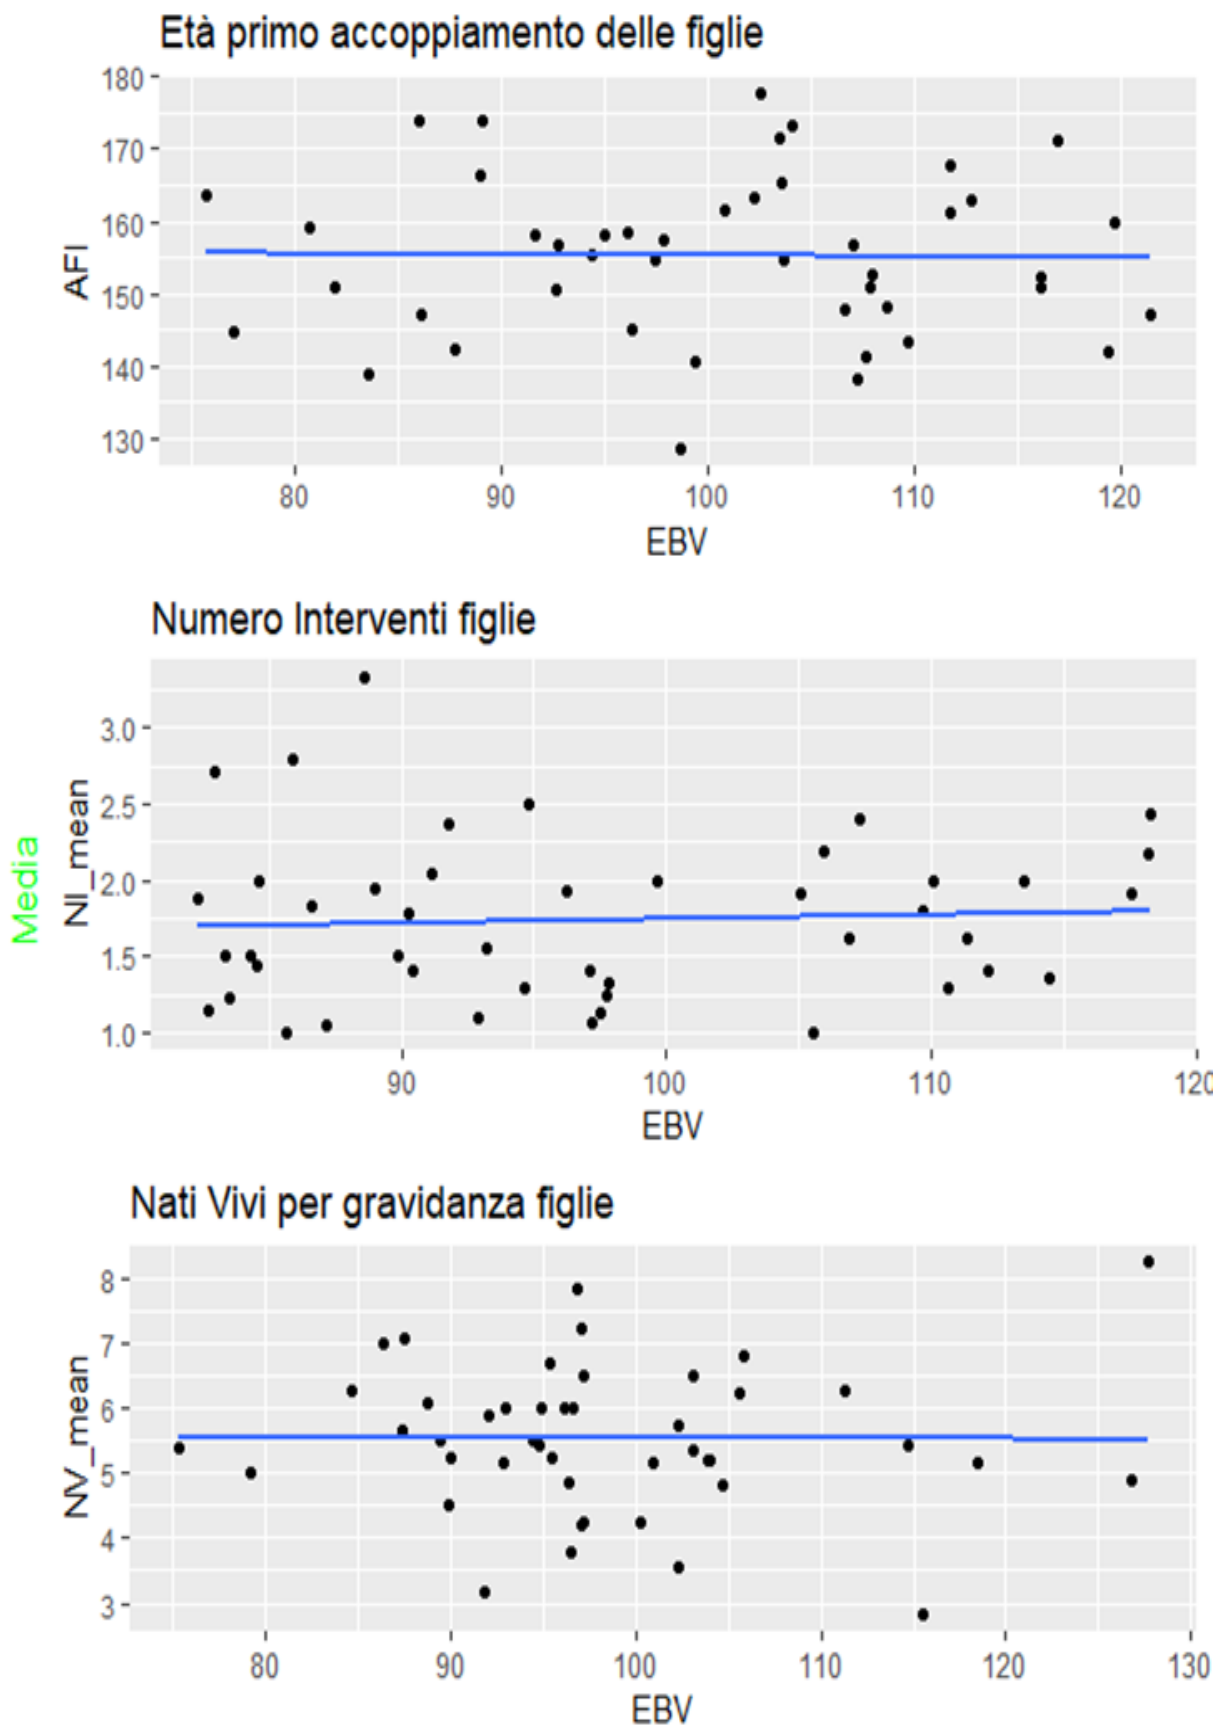 Età primo accoppiamento delle figlie
180
170
160
150
140
130
AFI
80 90 100 110 120
EBV
Numero Interventi figlie
3.0
2.5
2.0
1.5
1.0
Media
NI_mean
90 100 110 120
EBV
Nati Vivi per gravidanza figlie
8
7
6
5
4
3
NV_mean
80 90 100 110 120 130
EBV